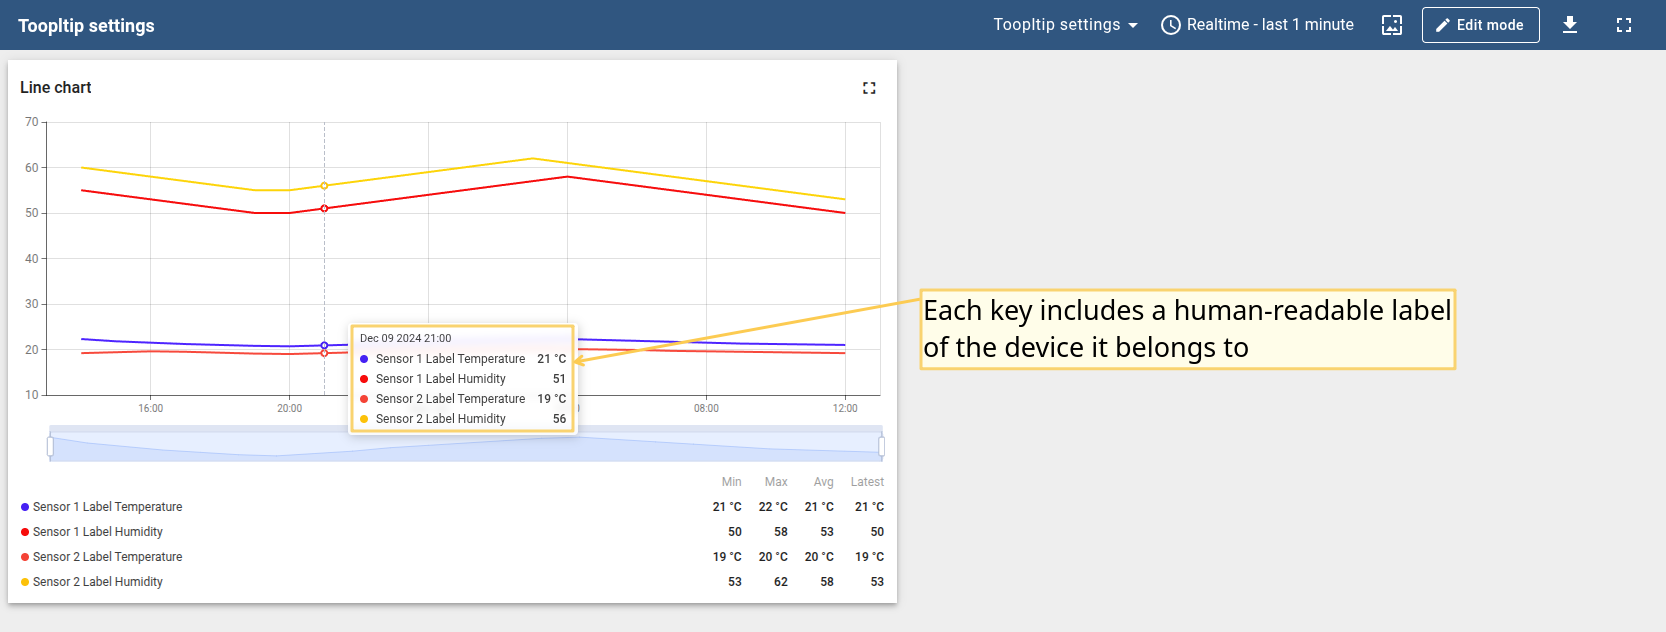 Toopltip settings
Toopltip settings
Realtime - last 1 minute
Edit mode
Line chart
70
60
50
40
30
20
10
16:00
20:00
08:00
12:00
Dec 09 2024 21:00
Sensor 1 Label Temperature 21 °C
Sensor 1 Label Humidity 51
Sensor 2 Label Temperature 19 °C
Sensor 2 Label Humidity 56
Each key includes a human-readable label
of the device it belongs to
Min Max Avg Latest
Sensor 1 Label Temperature 21 °C 22 °C 21 °C 21 °C
Sensor 1 Label Humidity 50 58 53 50
Sensor 2 Label Temperature 19 °C 20 °C 20 °C 19 °C
Sensor 2 Label Humidity 53 62 58 53